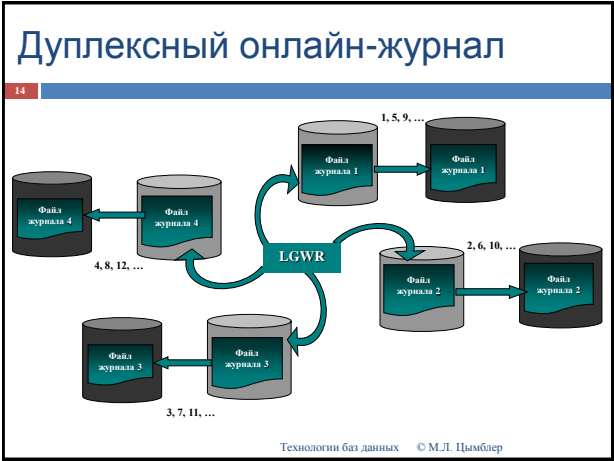 Дуплексный онлайн-журнал
14
1, 5, 9, …
Файл
журнала 1
Файл
журнала 1
Файл
журнала 4
Файл
журнала 4
LGWR
2, 6, 10, …
4, 8, 12, …
Файл
журнала 2
Файл
журнала 2
Файл
журнала 3
Файл
журнала 3
3, 7, 11, …
Технологии баз данных © М.Л. Цымблер